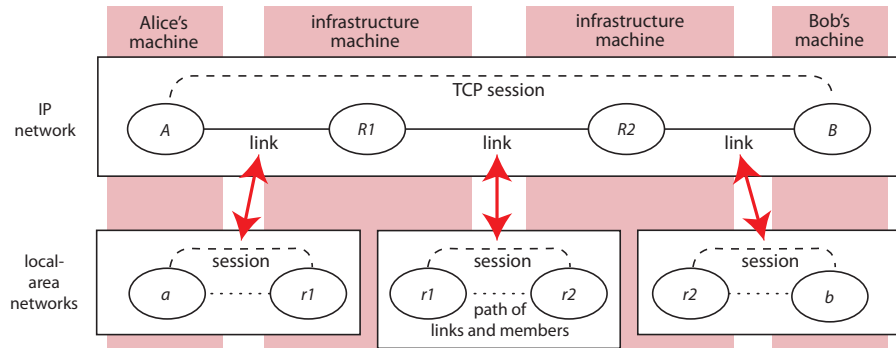 Alice's
machine
infrastructure
machine
infrastructure
machine
Bob's
machine
IP
network
TCP session
A
R1
R2
B
link
link
link
local-
area
networks
session
a
r1
session
r1
r2
path of
links and members
session
r2
b